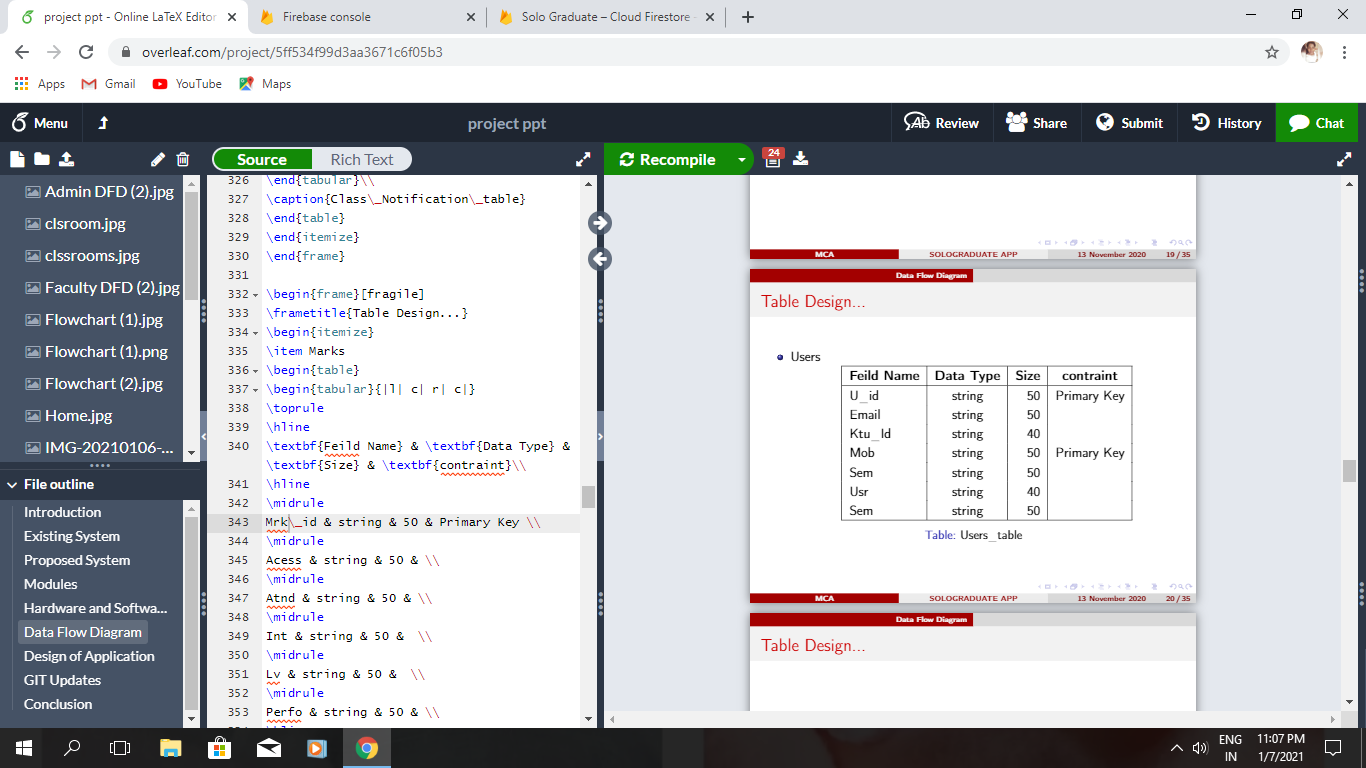 project ppt - Online LaTeX Editor
Firebase console
Solo Graduate – Cloud Firestore
overleaf.com/project/5ff534f99d3aa3671c6f05b3
Apps
Gmail
YouTube
Maps
Menu
project ppt
Review
Share
Submit
History
Chat
Source
Rich Text
Recompile
24
Admin DFD (2).jpg
clsroom.jpg
clssrooms.jpg
Faculty DFD (2).jpg
Flowchart (1).jpg
Flowchart (1).png
Flowchart (2).jpg
Home.jpg
IMG-20210106-...
File outline
Introduction
Existing System
Proposed System
Modules
Hardware and Softwa...
Data Flow Diagram
Design of Application
GIT Updates
Conclusion
326 \end{tabular}\\
327 \caption{Class\_Notification\_table}
328 \end{table}
329 \end{itemize}
330 \end{frame}
331
332 \begin{frame}[fragile]
333 \frametitle{Table Design...}
334 \begin{itemize}
335 \item Marks
336 \begin{table}
337 \begin{tabular}{|l| c| r| c|}
338 \toprule
339 \hline
340 \textbf{Feild Name} & \textbf{Data Type} &
\textbf{Size} & \textbf{contraint}\\
341 \hline
342 \midrule
343 Mrk\_id & string & 50 & Primary Key \\
344 \midrule
345 Acess & string & 50 & \\
346 \midrule
347 Atnd & string & 50 & \\
348 \midrule
349 Int & string & 50 &  \\
350 \midrule
351 Lv & string & 50 &  \\
352 \midrule
353 Perfo & string & 50 & \\
MCA SOLOGRADUATE APP 13 November 2020 19 / 35
Data Flow Diagram
Table Design...
Users
Feild Name Data Type Size contraint
U_id string 50 Primary Key
Email string 50
Ktu_Id string 40
Mob string 50 Primary Key
Sem string 50
Usr string 40
Sem string 50
Table: Users_table
MCA SOLOGRADUATE APP 13 November 2020 20 / 35
Data Flow Diagram
Table Design...
ENG
IN
11:07 PM
1/7/2021